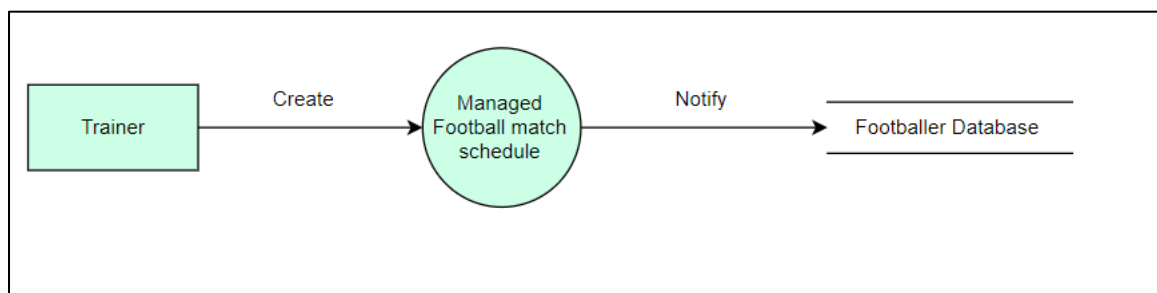 Trainer
Create
Managed
Football match
schedule
Notify
Footballer Database